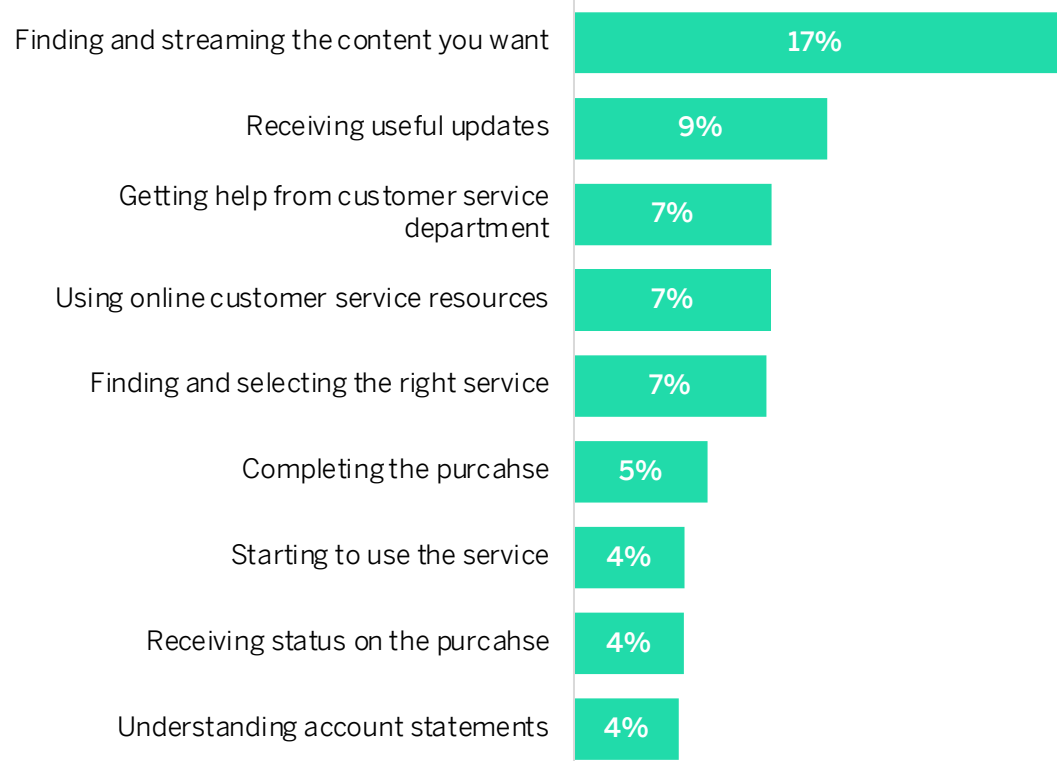 Finding and streaming the content you want
17%
Receiving useful updates
9%
Getting help from customer service
department
7%
Using online customer service resources
7%
Finding and selecting the right service
7%
Completing the purcahse
5%
Starting to use the service
4%
Receiving status on the purcahse
4%
Understanding account statements
4%